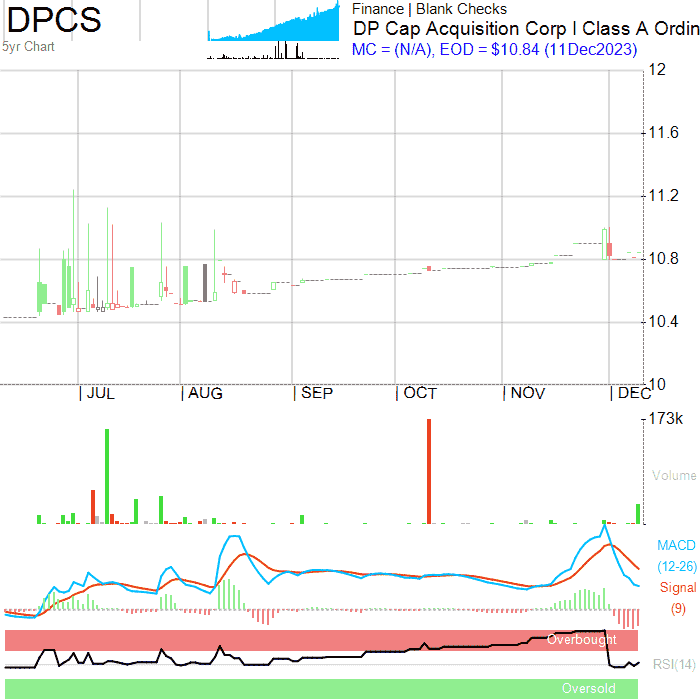 DPCS
5yr Chart
Finance | Blank Checks
DP Cap Acquisition Corp I Class A Ordin
MC = (N/A), EOD = $10.84 (11Dec2023)
12
11.6
11.2
10.8
10.4
10
|JUL |AUG |SEP |OCT |NOV |DEC
173k
Volume
MACD
(12-26)
Signal
(9)
Overbought
RSI(14)
Oversold